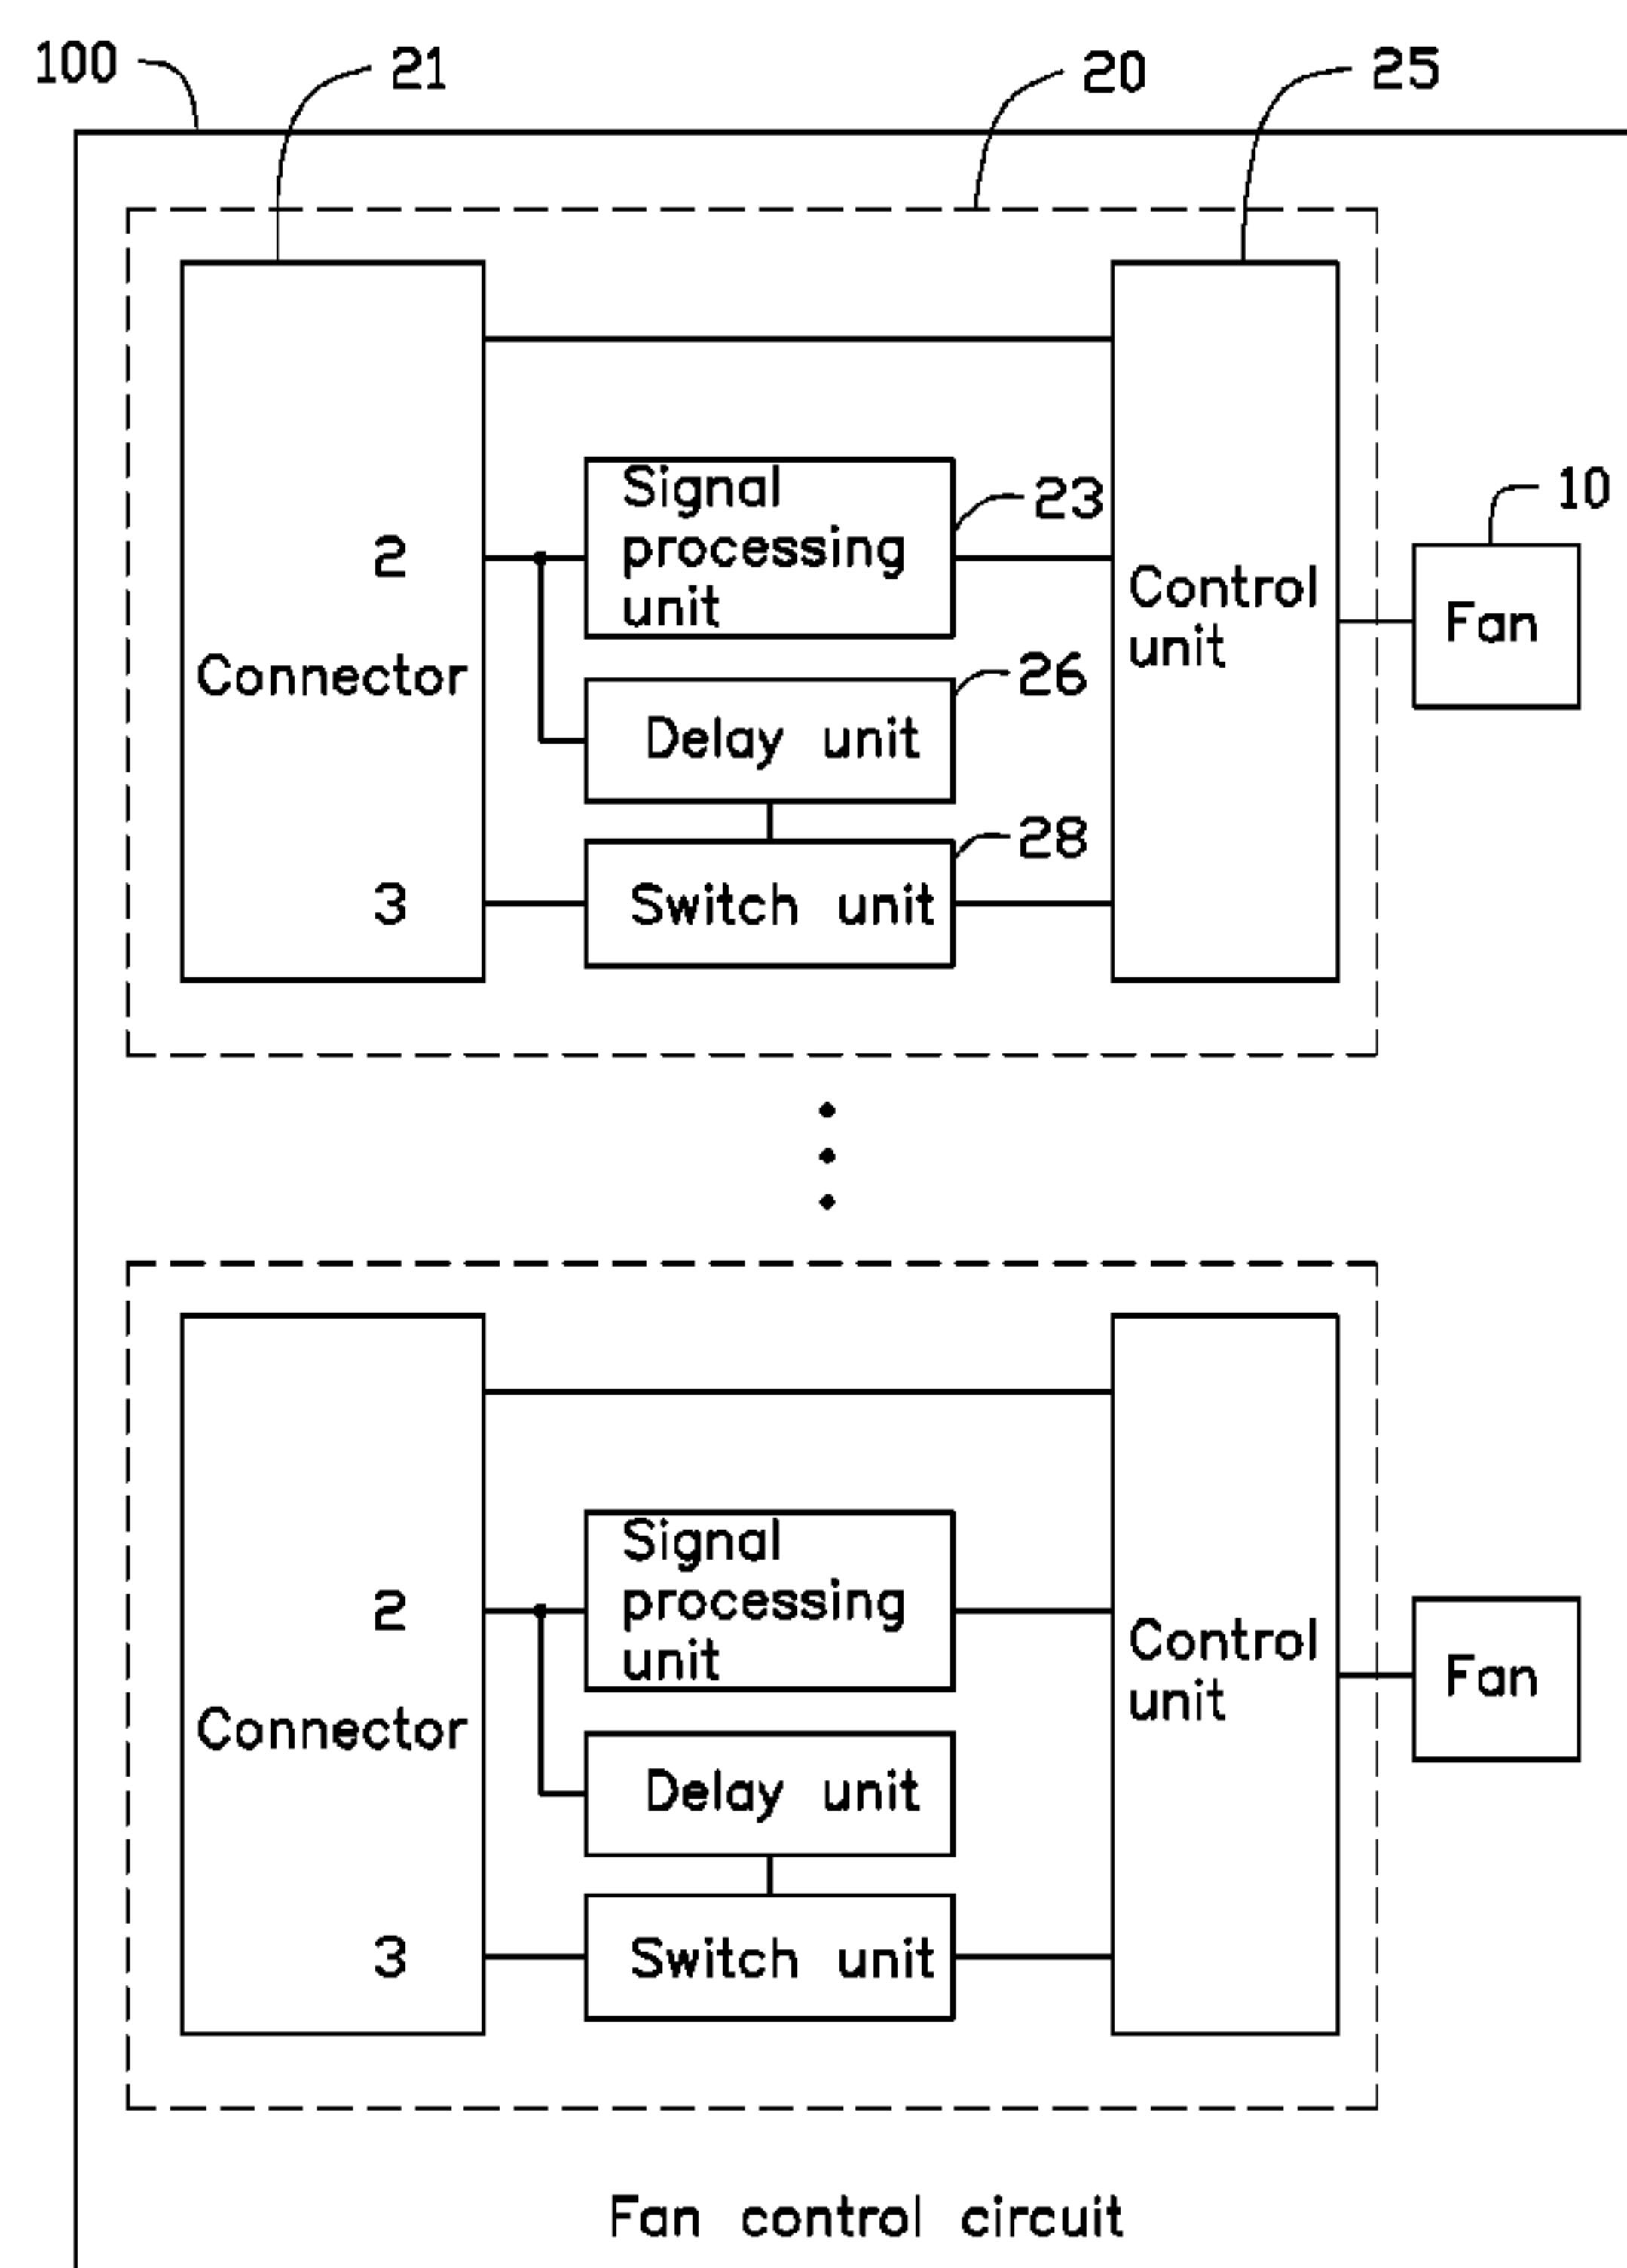 100
21
20
25
Signal
processing
unit
23
2
Control
unit
10
Fan
Connector
26
Delay unit
28
3
Switch unit
Signal
processing
unit
2
Control
unit
Fan
Connector
Delay unit
3
Switch unit
Fan control circuit